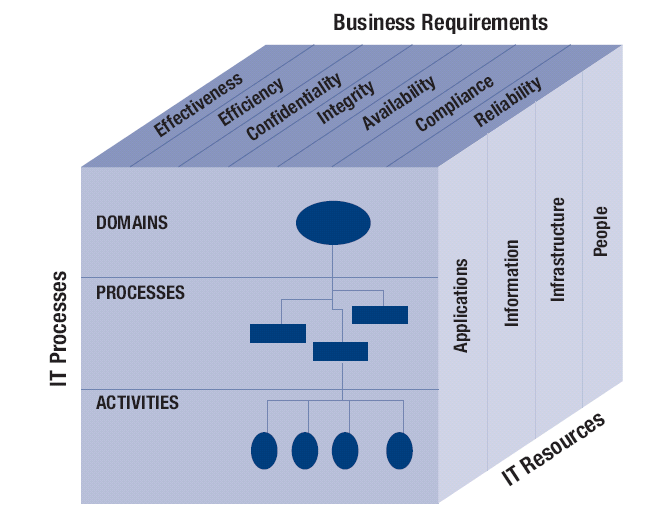 Business Requirements
Effectiveness
Efficiency
Confidentiality
Integrity
Availability
Compliance
Reliability
DOMAINS
PROCESSES
ACTIVITIES
IT Processes
Applications
Information
Infrastructure
People
IT Resources